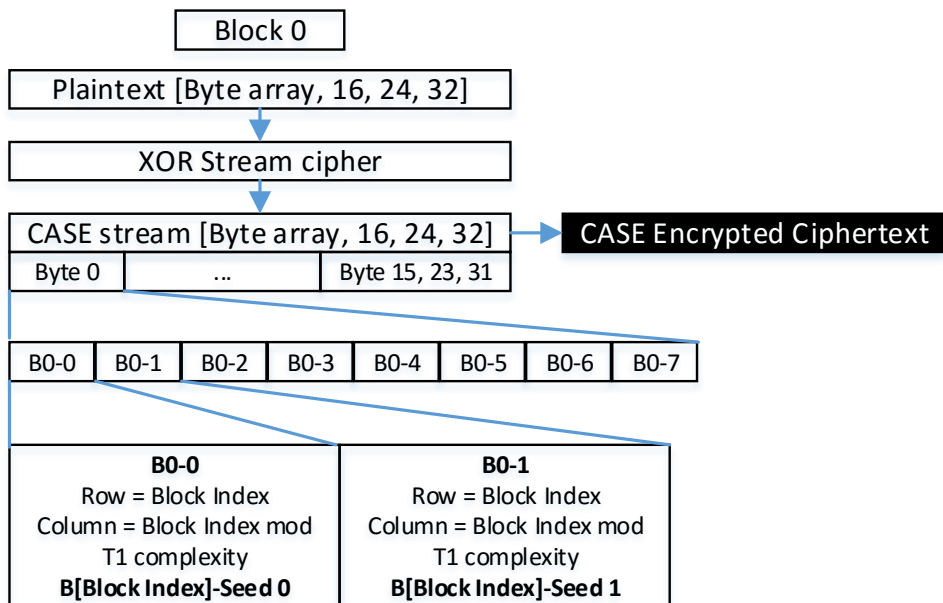 Block 0
Plaintext [Byte array, 16, 24, 32]
XOR Stream cipher
CASE stream [Byte array, 16, 24, 32]
CASE Encrypted Ciphertext
Byte 0
...
Byte 15, 23, 31
B0-0
B0-1
B0-2
B0-3
B0-4
B0-5
B0-6
B0-7
B0-0
Row = Block Index
Column = Block Index mod
T1 complexity
B[Block Index]-Seed 0
B0-1
Row = Block Index
Column = Block Index mod
T1 complexity
B[Block Index]-Seed 1